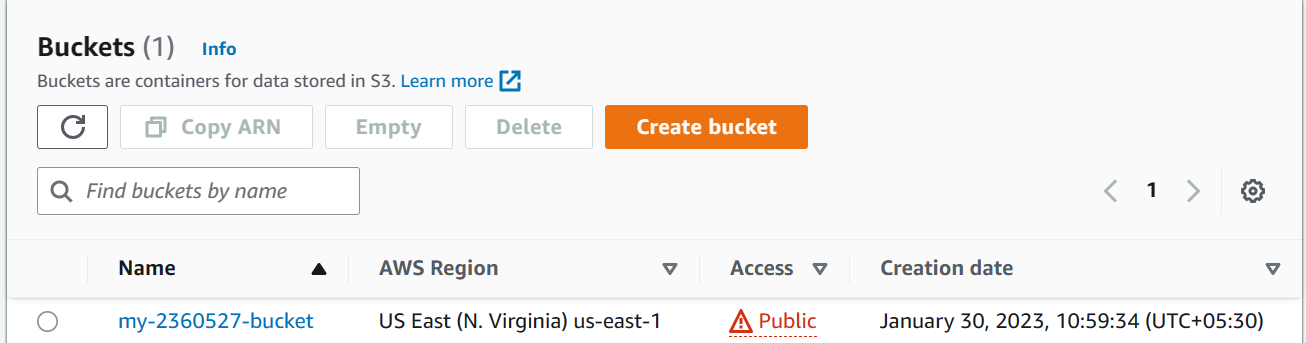 Buckets (1) Info
Buckets are containers for data stored in S3. Learn more
Copy ARN Empty Delete Create bucket
Find buckets by name 1
Name AWS Region Access Creation date
my-2360527-bucket US East (N. Virginia) us-east-1 Public January 30, 2023, 10:59:34 (UTC+05:30)